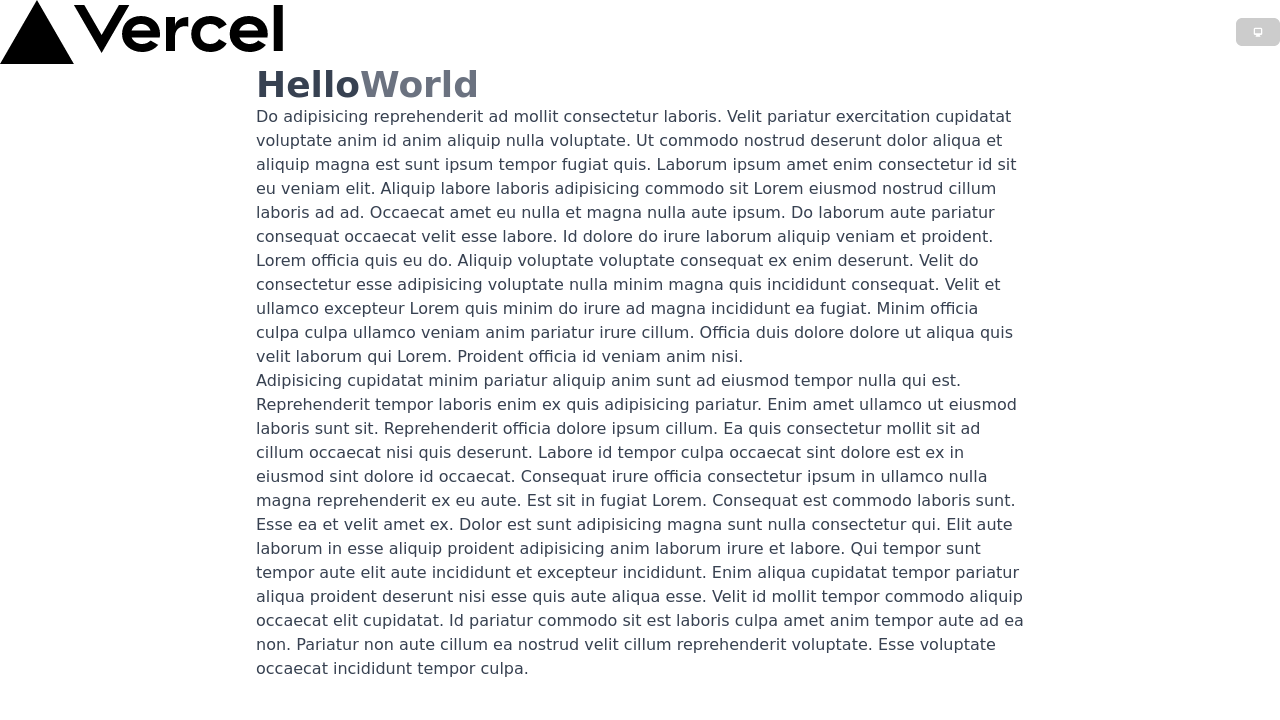 Vercel
HelloWorld
Do adipisicing reprehenderit ad mollit consectetur laboris. Velit pariatur exercitation cupidatat
voluptate anim id anim aliquip nulla voluptate. Ut commodo nostrud deserunt dolor aliqua et
aliquip magna est sunt ipsum tempor fugiat quis. Laborum ipsum amet enim consectetur id sit
eu veniam elit. Aliquip labore laboris adipisicing commodo sit Lorem eiusmod nostrud cillum
laboris ad ad. Occaecat amet eu nulla et magna nulla aute ipsum. Do laborum aute pariatur
consequat occaecat velit esse labore. Id dolore do irure laborum aliquip veniam et proident.
Lorem officia quis eu do. Aliquip voluptate voluptate consequat ex enim deserunt. Velit do
consectetur esse adipisicing voluptate nulla minim magna quis incididunt consequat. Velit et
ullamco excepteur Lorem quis minim do irure ad magna incididunt ea fugiat. Minim officia
culpa culpa ullamco veniam anim pariatur irure cillum. Officia duis dolore dolore ut aliqua quis
velit laborum qui Lorem. Proident officia id veniam anim nisi.
Adipisicing cupidatat minim pariatur aliquip anim sunt ad eiusmod tempor nulla qui est.
Reprehenderit tempor laboris enim ex quis adipisicing pariatur. Enim amet ullamco ut eiusmod
laboris sunt sit. Reprehenderit officia dolore ipsum cillum. Ea quis consectetur mollit sit ad
cillum occaecat nisi quis deserunt. Labore id tempor culpa occaecat sint dolore est ex in
eiusmod sint dolore id occaecat. Consequat irure officia consectetur ipsum in ullamco nulla
magna reprehenderit ex eu aute. Est sit in fugiat Lorem. Consequat est commodo laboris sunt.
Esse ea et velit amet ex. Dolor est sunt adipisicing magna sunt nulla consectetur qui. Elit aute
laborum in esse aliquip proident adipisicing anim laborum irure et labore. Qui tempor sunt
tempor aute elit aute incididunt et excepteur incididunt. Enim aliqua cupidatat tempor pariatur
aliqua proident deserunt nisi esse quis aute aliqua esse. Velit id mollit tempor commodo aliquip
occaecat elit cupidatat. Id pariatur commodo sit est laboris culpa amet anim tempor aute ad ea
non. Pariatur non aute cillum ea nostrud velit cillum reprehenderit voluptate. Esse voluptate
occaecat incididunt tempor culpa.